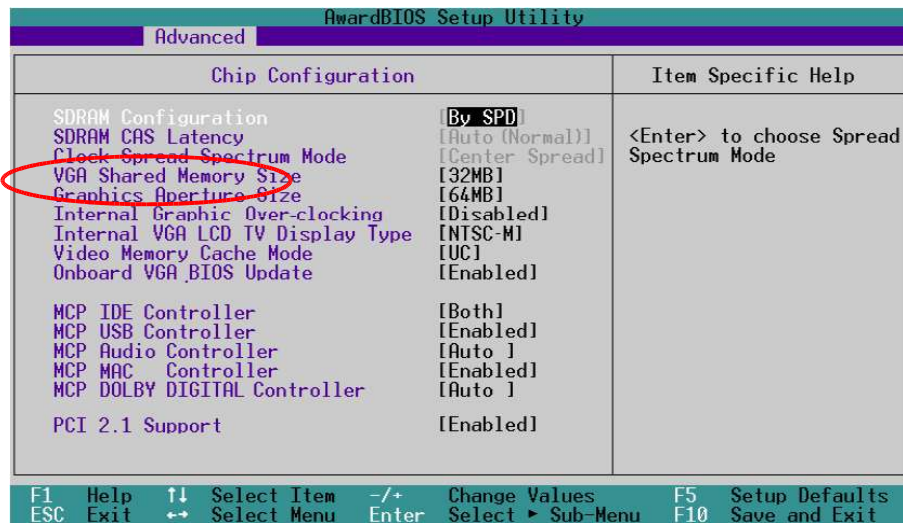 AwardBIOS Setup Utility
Advanced
Chip Configuration
Item Specific Help
SDRAM Configuration [By SPD]
SDRAM CAS Latency [Auto (Normal)]
Clock Spread Spectrum Mode [Center Spread]
VGA Shared Memory Size [32MB]
Graphics Aperture Size [64MB]
Internal Graphic Over-clocking [Disabled]
Internal VGA LCD TV Display Type [NTSC-M]
Video Memory Cache Mode [UC]
Onboard VGA BIOS Update [Enabled]
MCP IDE Controller [Both]
MCP USB Controller [Enabled]
MCP Audio Controller [Auto ]
MCP MAC Controller [Enabled]
MCP DOLBY DIGITAL Controller [Auto ]
PCI 2.1 Support [Enabled]
<Enter> to choose Spread
Spectrum Mode
F1 Help ↑↓ Select Item -/+ Change Values F5 Setup Defaults
ESC Exit ←→ Select Menu Enter Select ► Sub-Menu F10 Save and Exit